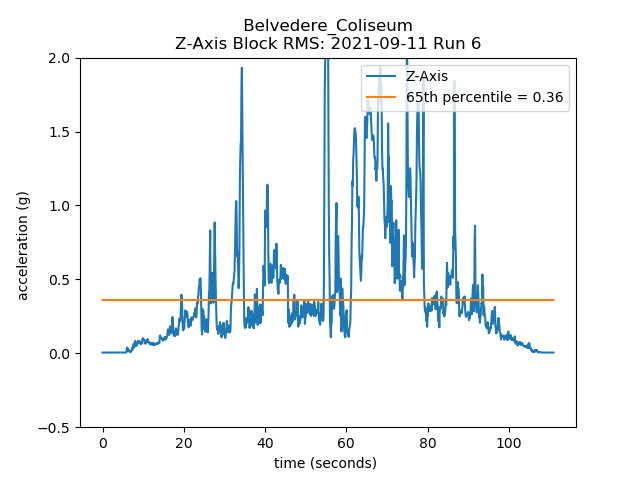 Belvedere_Coliseum
Z-Axis Block RMS: 2021-09-11 Run 6
Z-Axis
65th percentile = 0.36
acceleration (g)
2.0
1.5
1.0
0.5
0.0
−0.5
0 20 40 60 80 100
time (seconds)